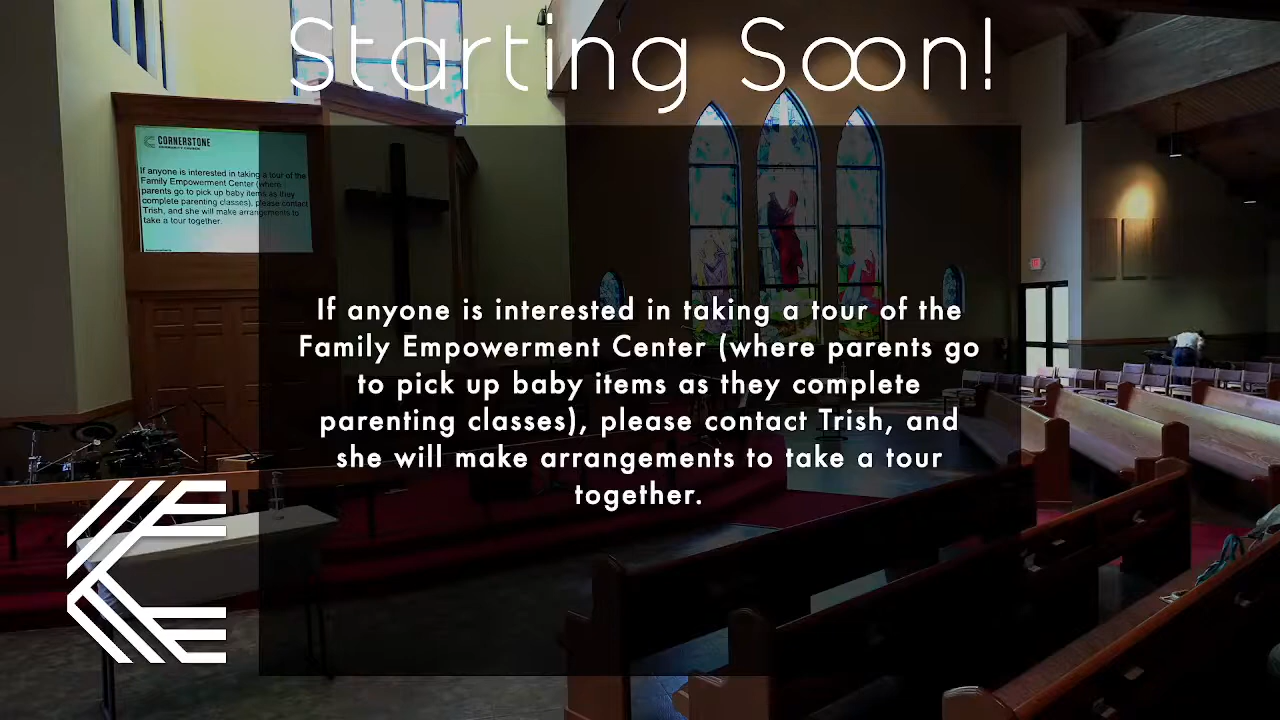 Starting Soon!
CORNERSTONE
COMMUNITY CHURCH
If anyone is interested in taking a tour of the
Family Empowerment Center (where
parents go to pick up baby items as they
complete parenting classes), please contact
Trish, and she will make arrangements to
take a tour together.
If anyone is interested in taking a tour of the
Family Empowerment Center (where parents go
to pick up baby items as they complete
parenting classes), please contact Trish, and
she will make arrangements to take a tour
together.